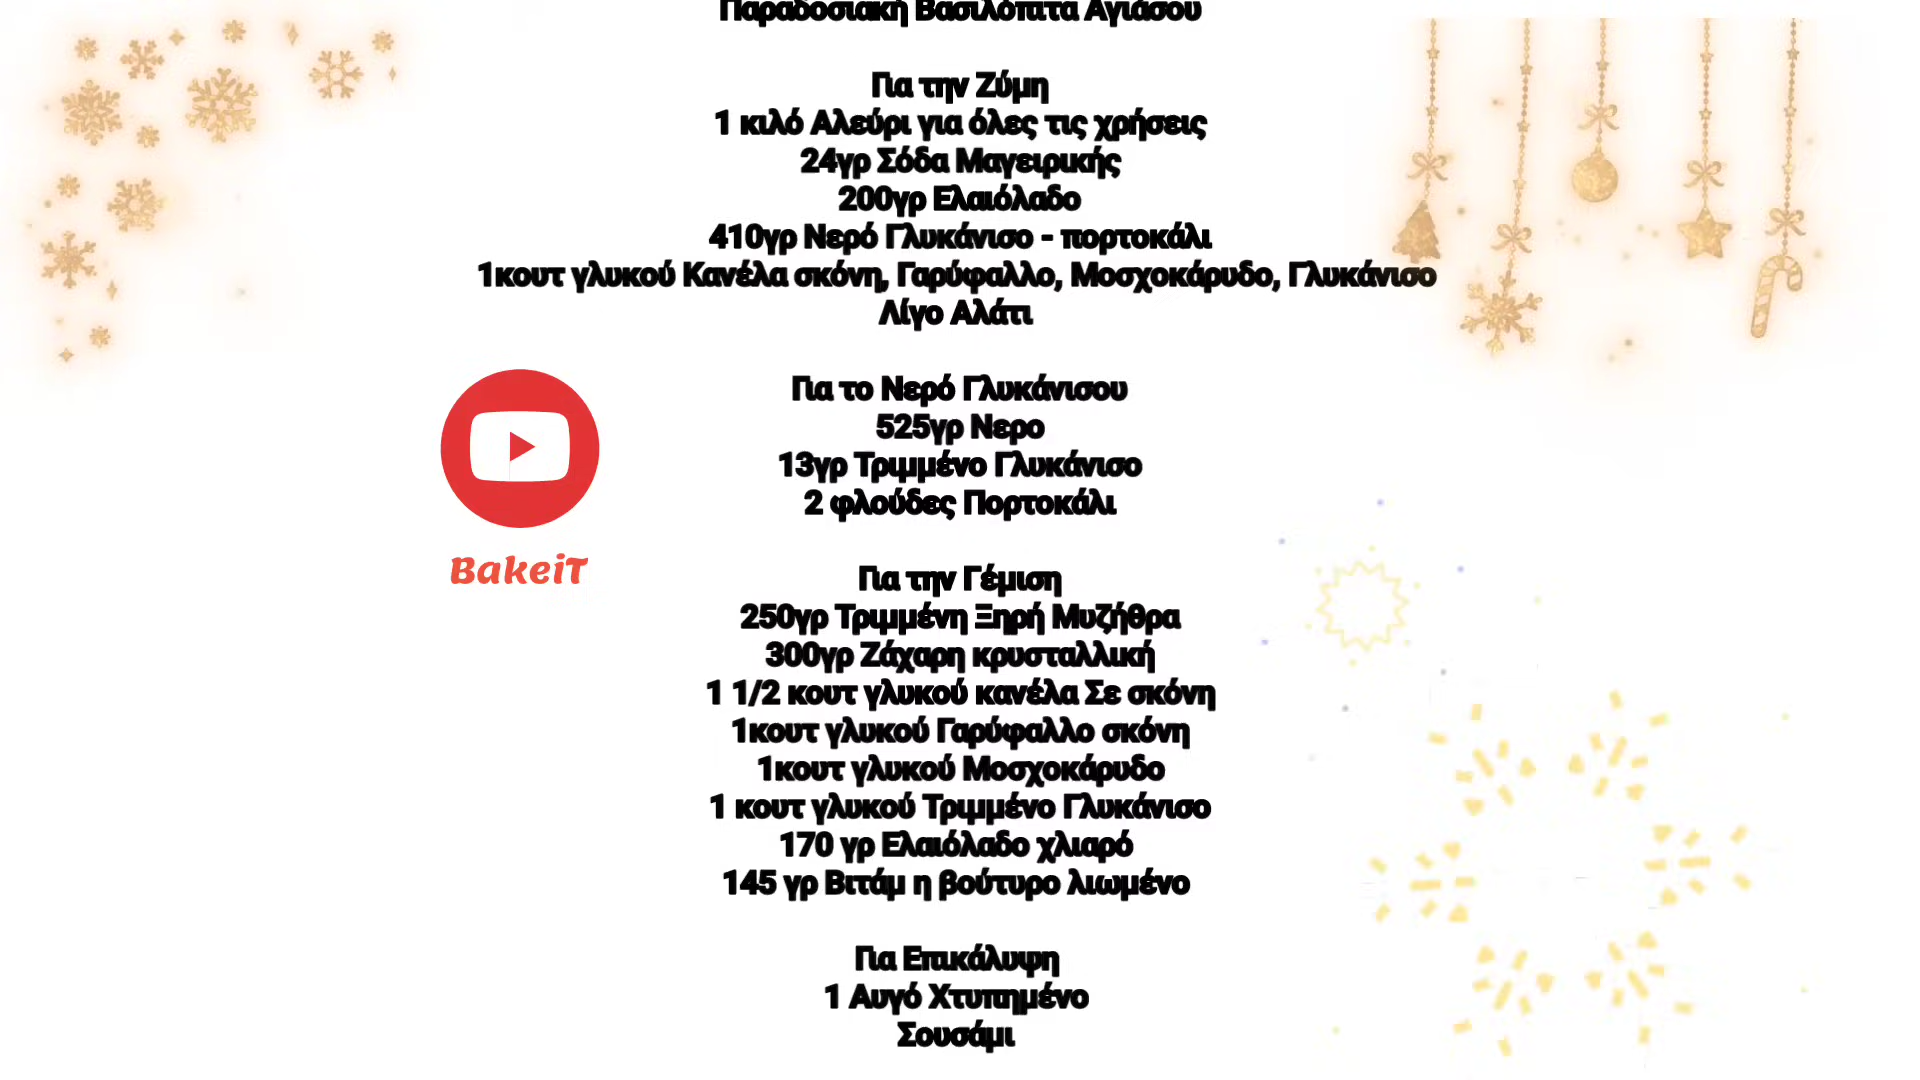 Παραδοσιακή Βασιλόπιτα Αγιάσου
Για την Ζύμη
1 κιλό Αλεύρι για όλες τις χρήσεις
24γρ Σόδα Μαγειρικής
200γρ Ελαιόλαδο
410γρ Νερό Γλυκάνισο - πορτοκάλι
1κουτ γλυκού Κανέλα σκόνη, Γαρύφαλλο, Μοσχοκάρυδο, Γλυκάνισο
Λίγο Αλάτι
Για το Νερό Γλυκάνισου
525γρ Νερο
13γρ Τριμμένο Γλυκάνισο
2 φλούδες Πορτοκάλι
BakeiT
Για την Γέμιση
250γρ Τριμμένη Ξηρή Μυζήθρα
300γρ Ζάχαρη κρυσταλλική
1 1/2 κουτ γλυκού κανέλα Σε σκόνη
1κουτ γλυκού Γαρύφαλλο σκόνη
1κουτ γλυκού Μοσχοκάρυδο
1 κουτ γλυκού Τριμμένο Γλυκάνισο
170 γρ Ελαιόλαδο χλιαρό
145 γρ Βιτάμ η βούτυρο λιωμένο
Για Επικάλυψη
1 Αυγό Χτυπημένο
Σουσάμι